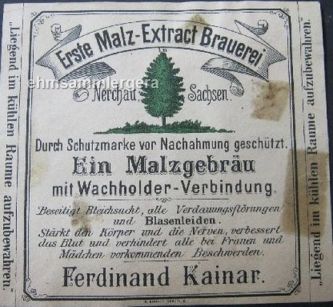 Erste Malz-Extract Brauerei
ehmsammlergera
Nerchau Sachsen.
Durch Schutzmarke vor Nachahmung geschützt.
Ein Malzgebräu
mit Wachholder-Verbindung.
Beseitigt Bleichsucht, alle Verdauungsstörungen
und Blasenleiden.
Stärkt den Körper und die Nerven, verbessert
das Blut und verhindert alle bei Frauen und
Mädchen vorkommenden Beschwerden.
Ferdinand Kainar.
"Liegend im kühlen Raume aufzubewahren."
"Liegend im kühlen Raume aufzubewahren."